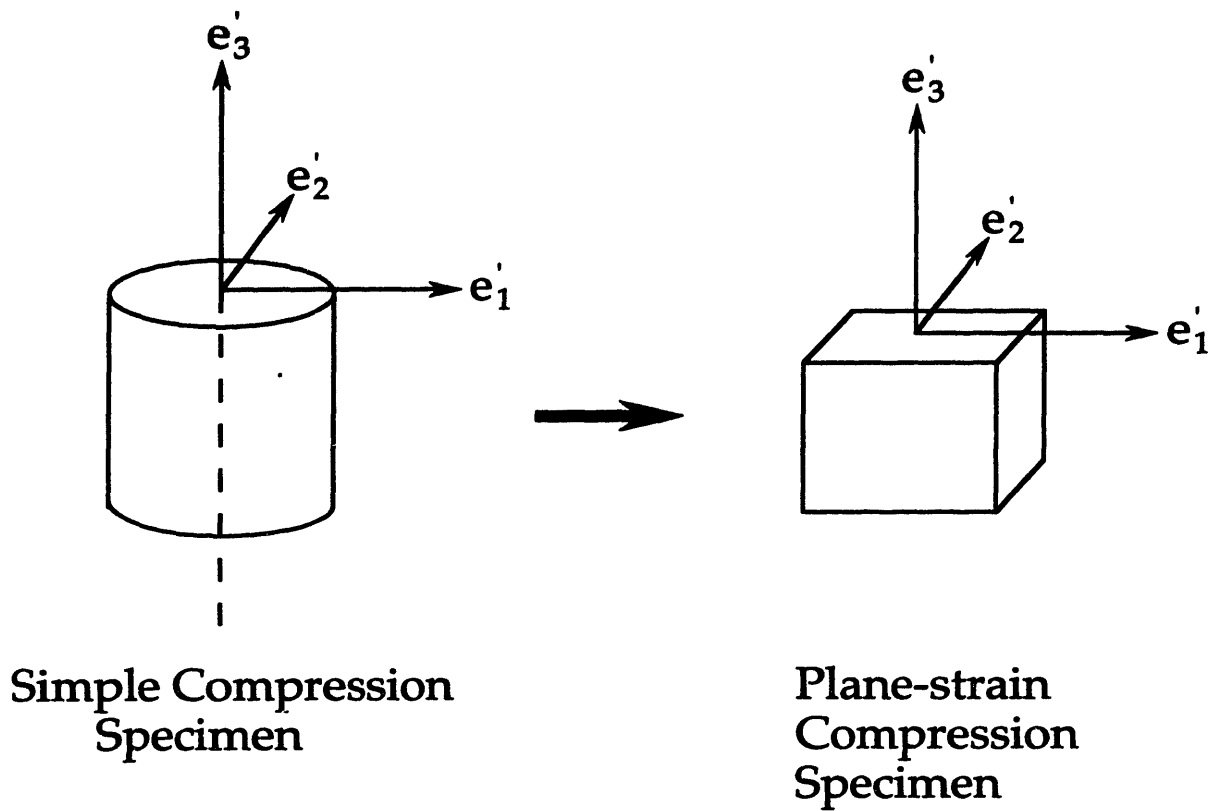 e'3
e'2
e'1
e'3
e'2
e'1
Simple Compression
Specimen
Plane-strain
Compression
Specimen